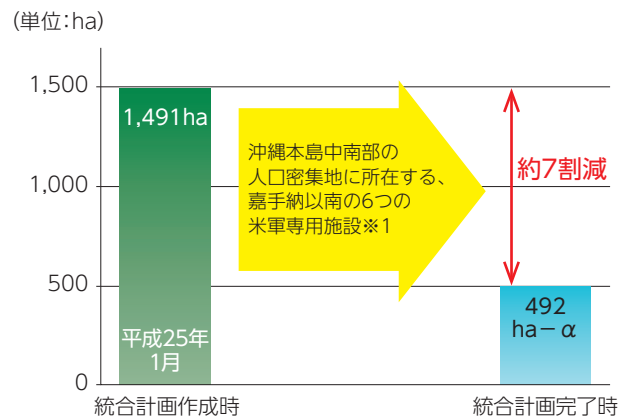 (単位:ha)
1,500
1,000
500
0
1,491ha
平成25年
1月
沖縄本島中南部の
人口密集地に所在する、
嘉手納以南の6つの
米軍専用施設※1
約7割減
492
ha－α
統合計画作成時
統合計画完了時